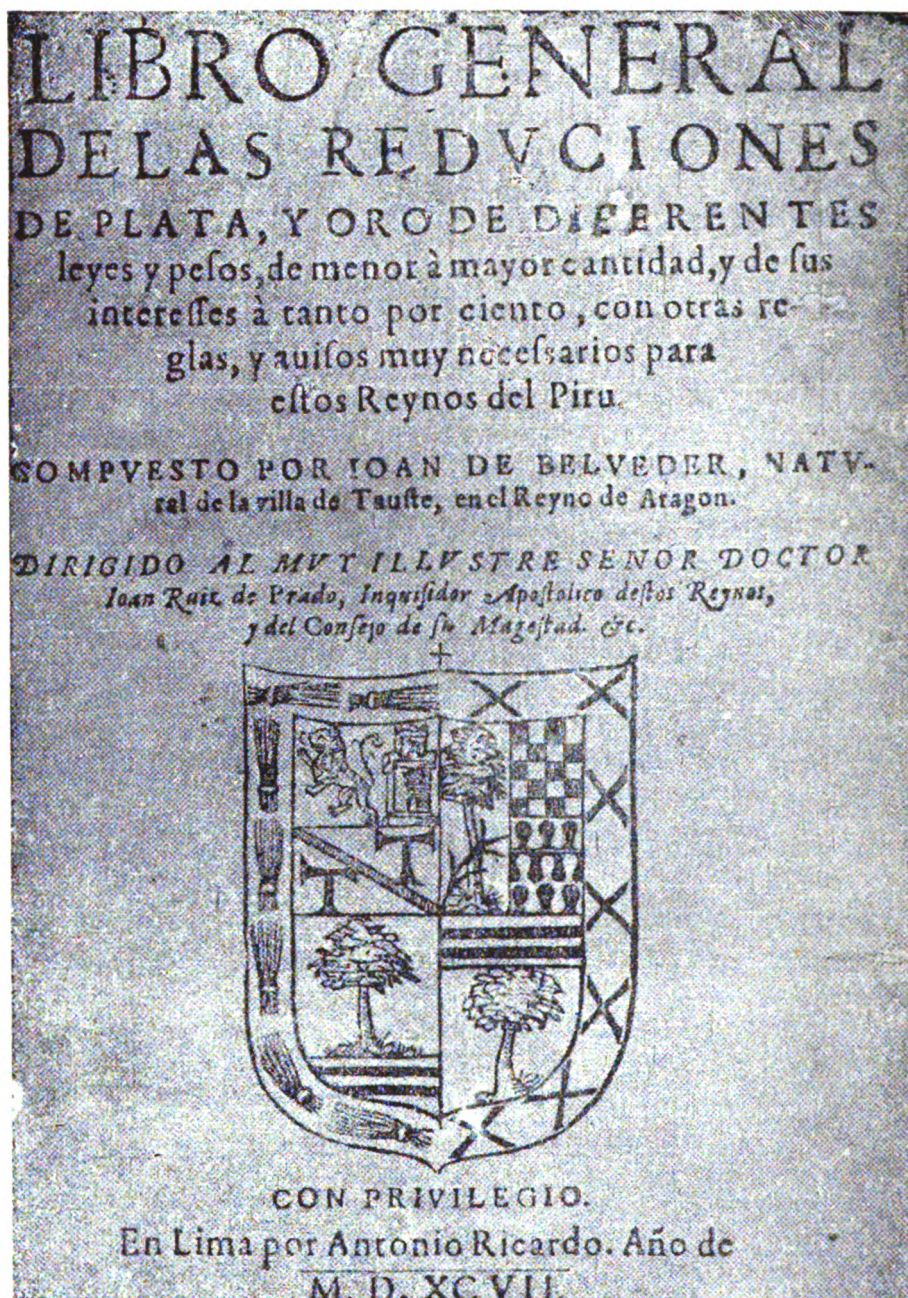 LIBRO GENERAL
DELAS REDVCIONES
DE PLATA, Y ORO DE DIFERENTES
leyes y peſos, de menor à mayor cantidad, y de ſus
intereſſes à tanto por ciento, con otras re-
glas, y auiſos muy neceſsarios para
eſtos Reynos del Piru.
COMPVESTO POR IOAN DE BELVEDER, NATV-
ral de la villa de Tauſte, en el Reyno de Aragon.
DIRIGIDO AL MVY ILLVSTRE SENOR DOCTOR
Ioan Ruiz de Prado, Inquiſidor Apoſtolico deſtos Reynos,
y del Conſejo de ſu Mageſtad. &c.
CON PRIVILEGIO.
En Lima por Antonio Ricardo. Año de
M. D. XCVII.